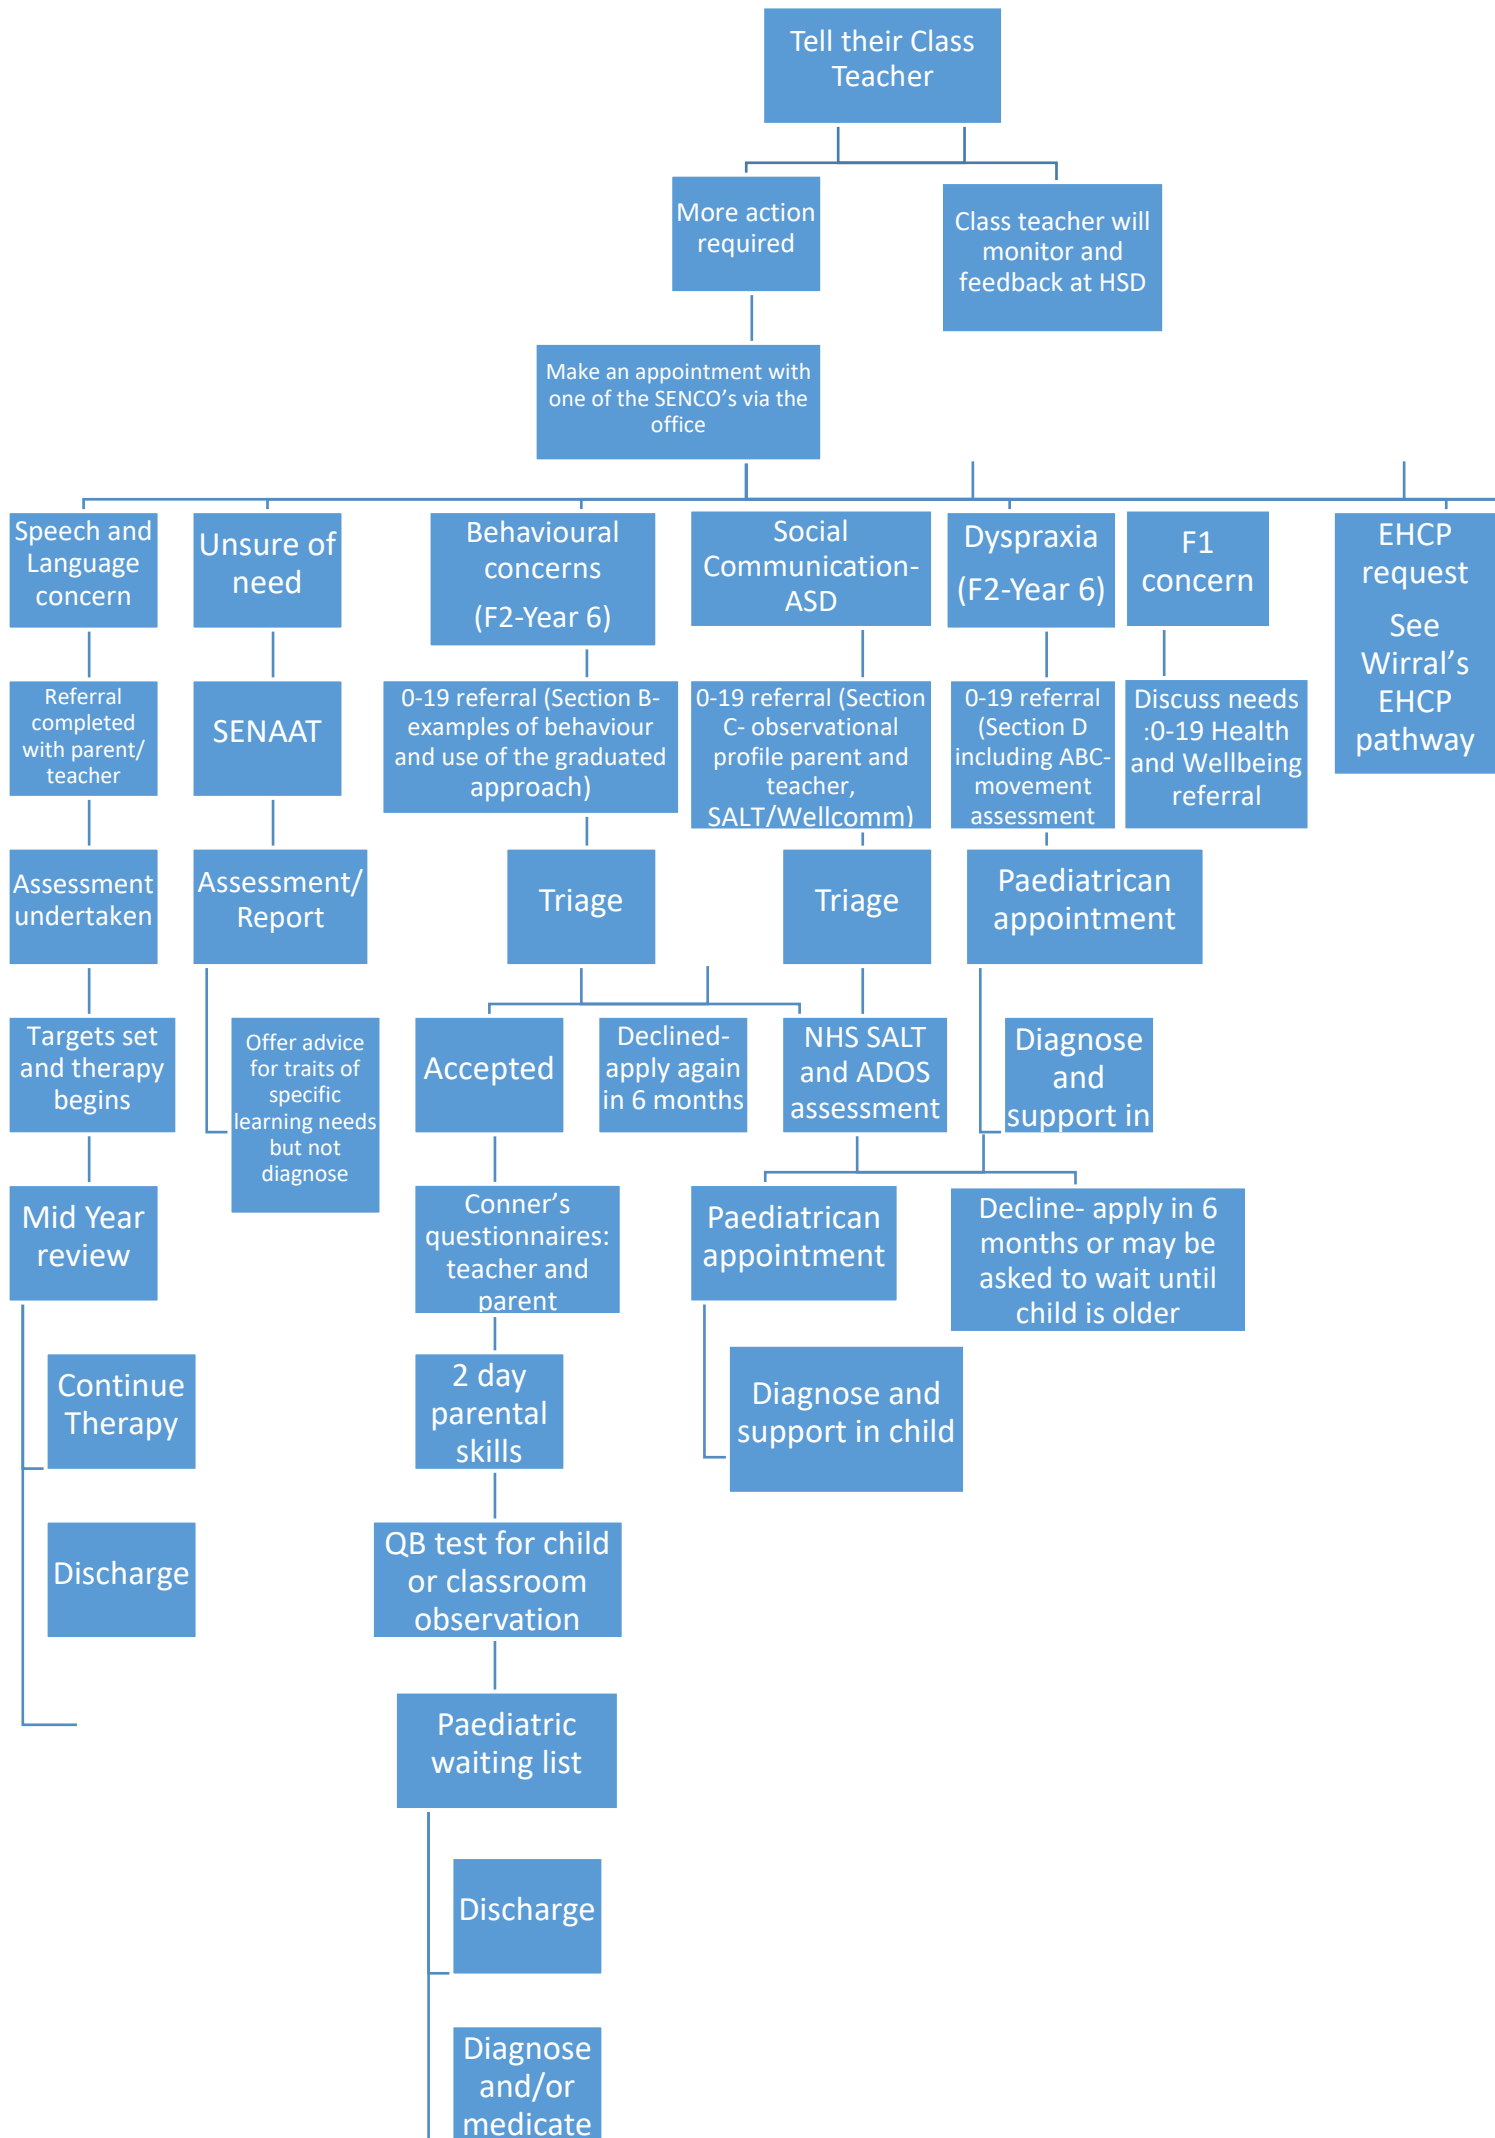 Tell their Class
Teacher
More action
required
Class teacher will
monitor and
feedback at HSD
Make an appointment with
one of the SENCO’s via the
office
Speech and
Language
concern
Unsure of
need
Behavioural
concerns
(F2-Year 6)
Social
Communication-
ASD
Dyspraxia
(F2-Year 6)
F1
concern
EHCP
request
See
Wirral’s
EHCP
pathway
Referral
completed
with parent/
teacher
SENAAT
0-19 referral (Section B-
examples of behaviour
and use of the graduated
approach)
0-19 referral (Section
C- observational
profile parent and
teacher,
SALT/Wellcomm)
0-19 referral
(Section D
including ABC-
movement
assessment
Discuss needs
:0-19 Health
and Wellbeing
referral
Assessment
undertaken
Assessment/
Report
Triage
Triage
Paediatrican
appointment
Targets set
and therapy
begins
Offer advice
for traits of
specific
learning needs
but not
diagnose
Accepted
Declined-
apply again
in 6 months
NHS SALT
and ADOS
assessment
Diagnose
and
support in
Mid Year
review
Conner’s
questionnaires:
teacher and
parent
Paediatrican
appointment
Decline- apply in 6
months or may be
asked to wait until
child is older
Continue
Therapy
2 day
parental
skills
Diagnose and
support in child
Discharge
QB test for child
or classroom
observation
Paediatric
waiting list
Discharge
Diagnose
and/or
medicate